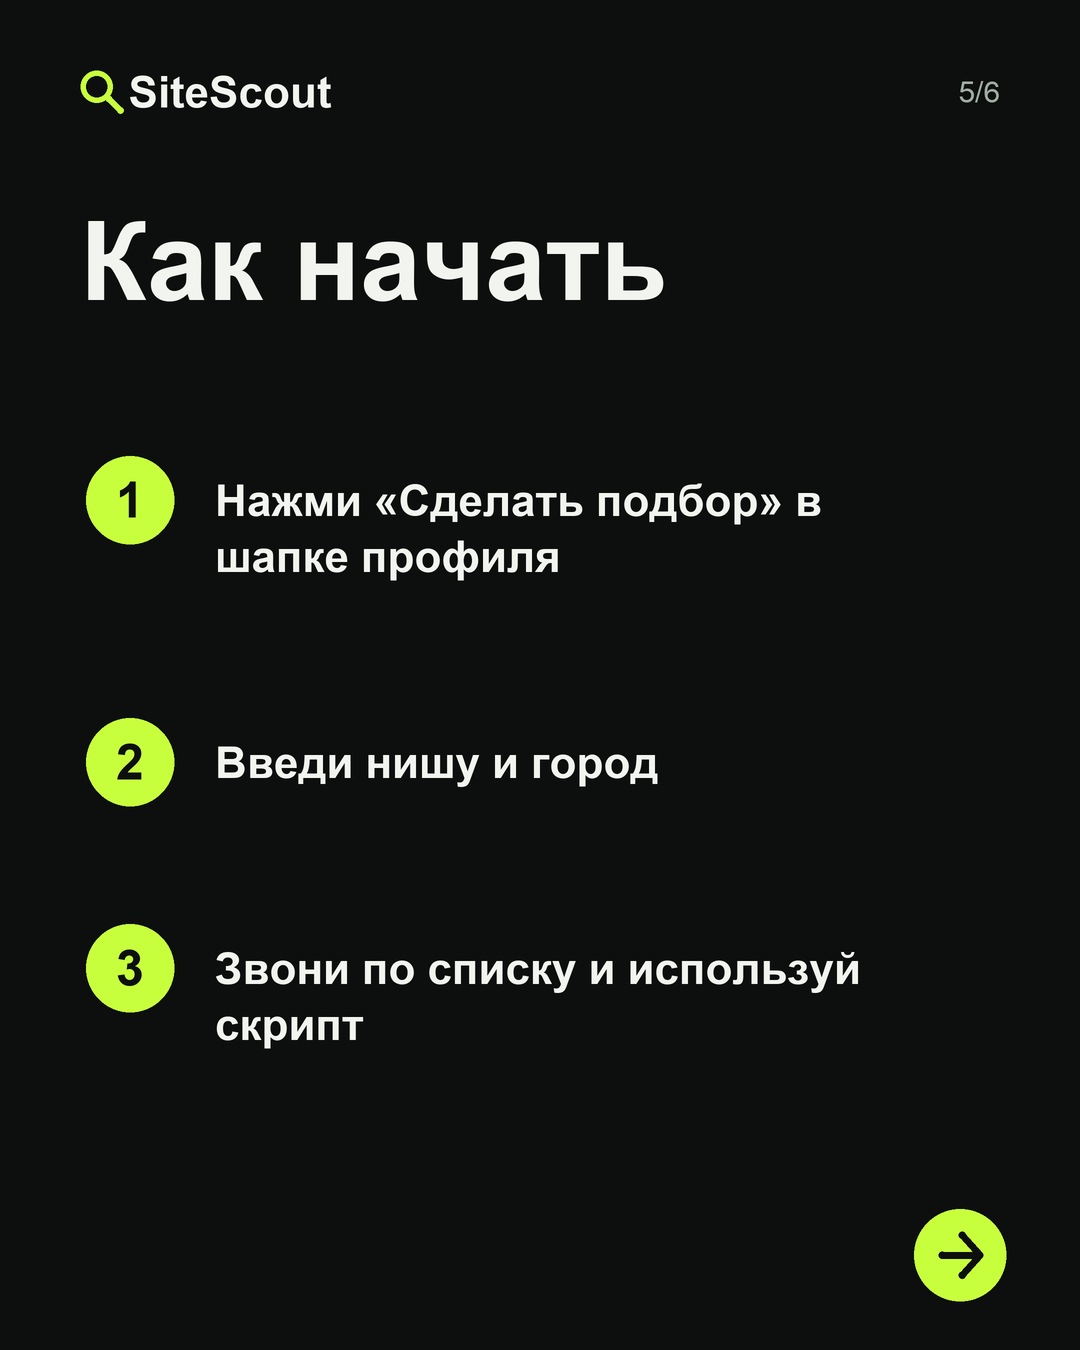 SiteScout
5/6
Как начать
1
Нажми «Сделать подбор» в
шапке профиля
2
Введи нишу и город
3
Звони по списку и используй
скрипт